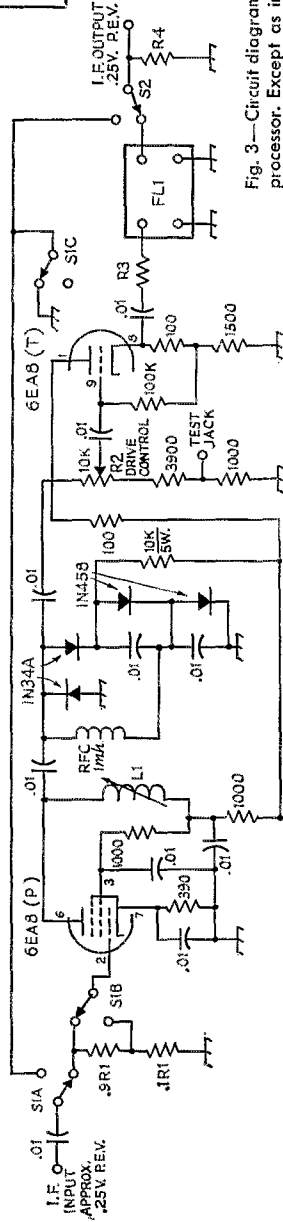 Fig. 3—Circuit diagram
processor. Except as in
I.F. OUTPUT
.25V. P.E.V.
S2
R4
FL1
R3
.01
S1C
6EA8 (T)
1
9
8
.01
100K
100
1500
10K
R2
DRIVE
CONTROL
3900
TEST
JACK
1000
100
.01
1N34A
1N458
10K
5W.
.01
.01
.01
RFC
1mh
L1
6EA8 (P)
6
2
3
7
1000
.01
390
.01
.01
1000
S1A
S1B
.9R1
.1R1
.01
I.F.
INPUT
APPROX.
.25V. P.E.V.